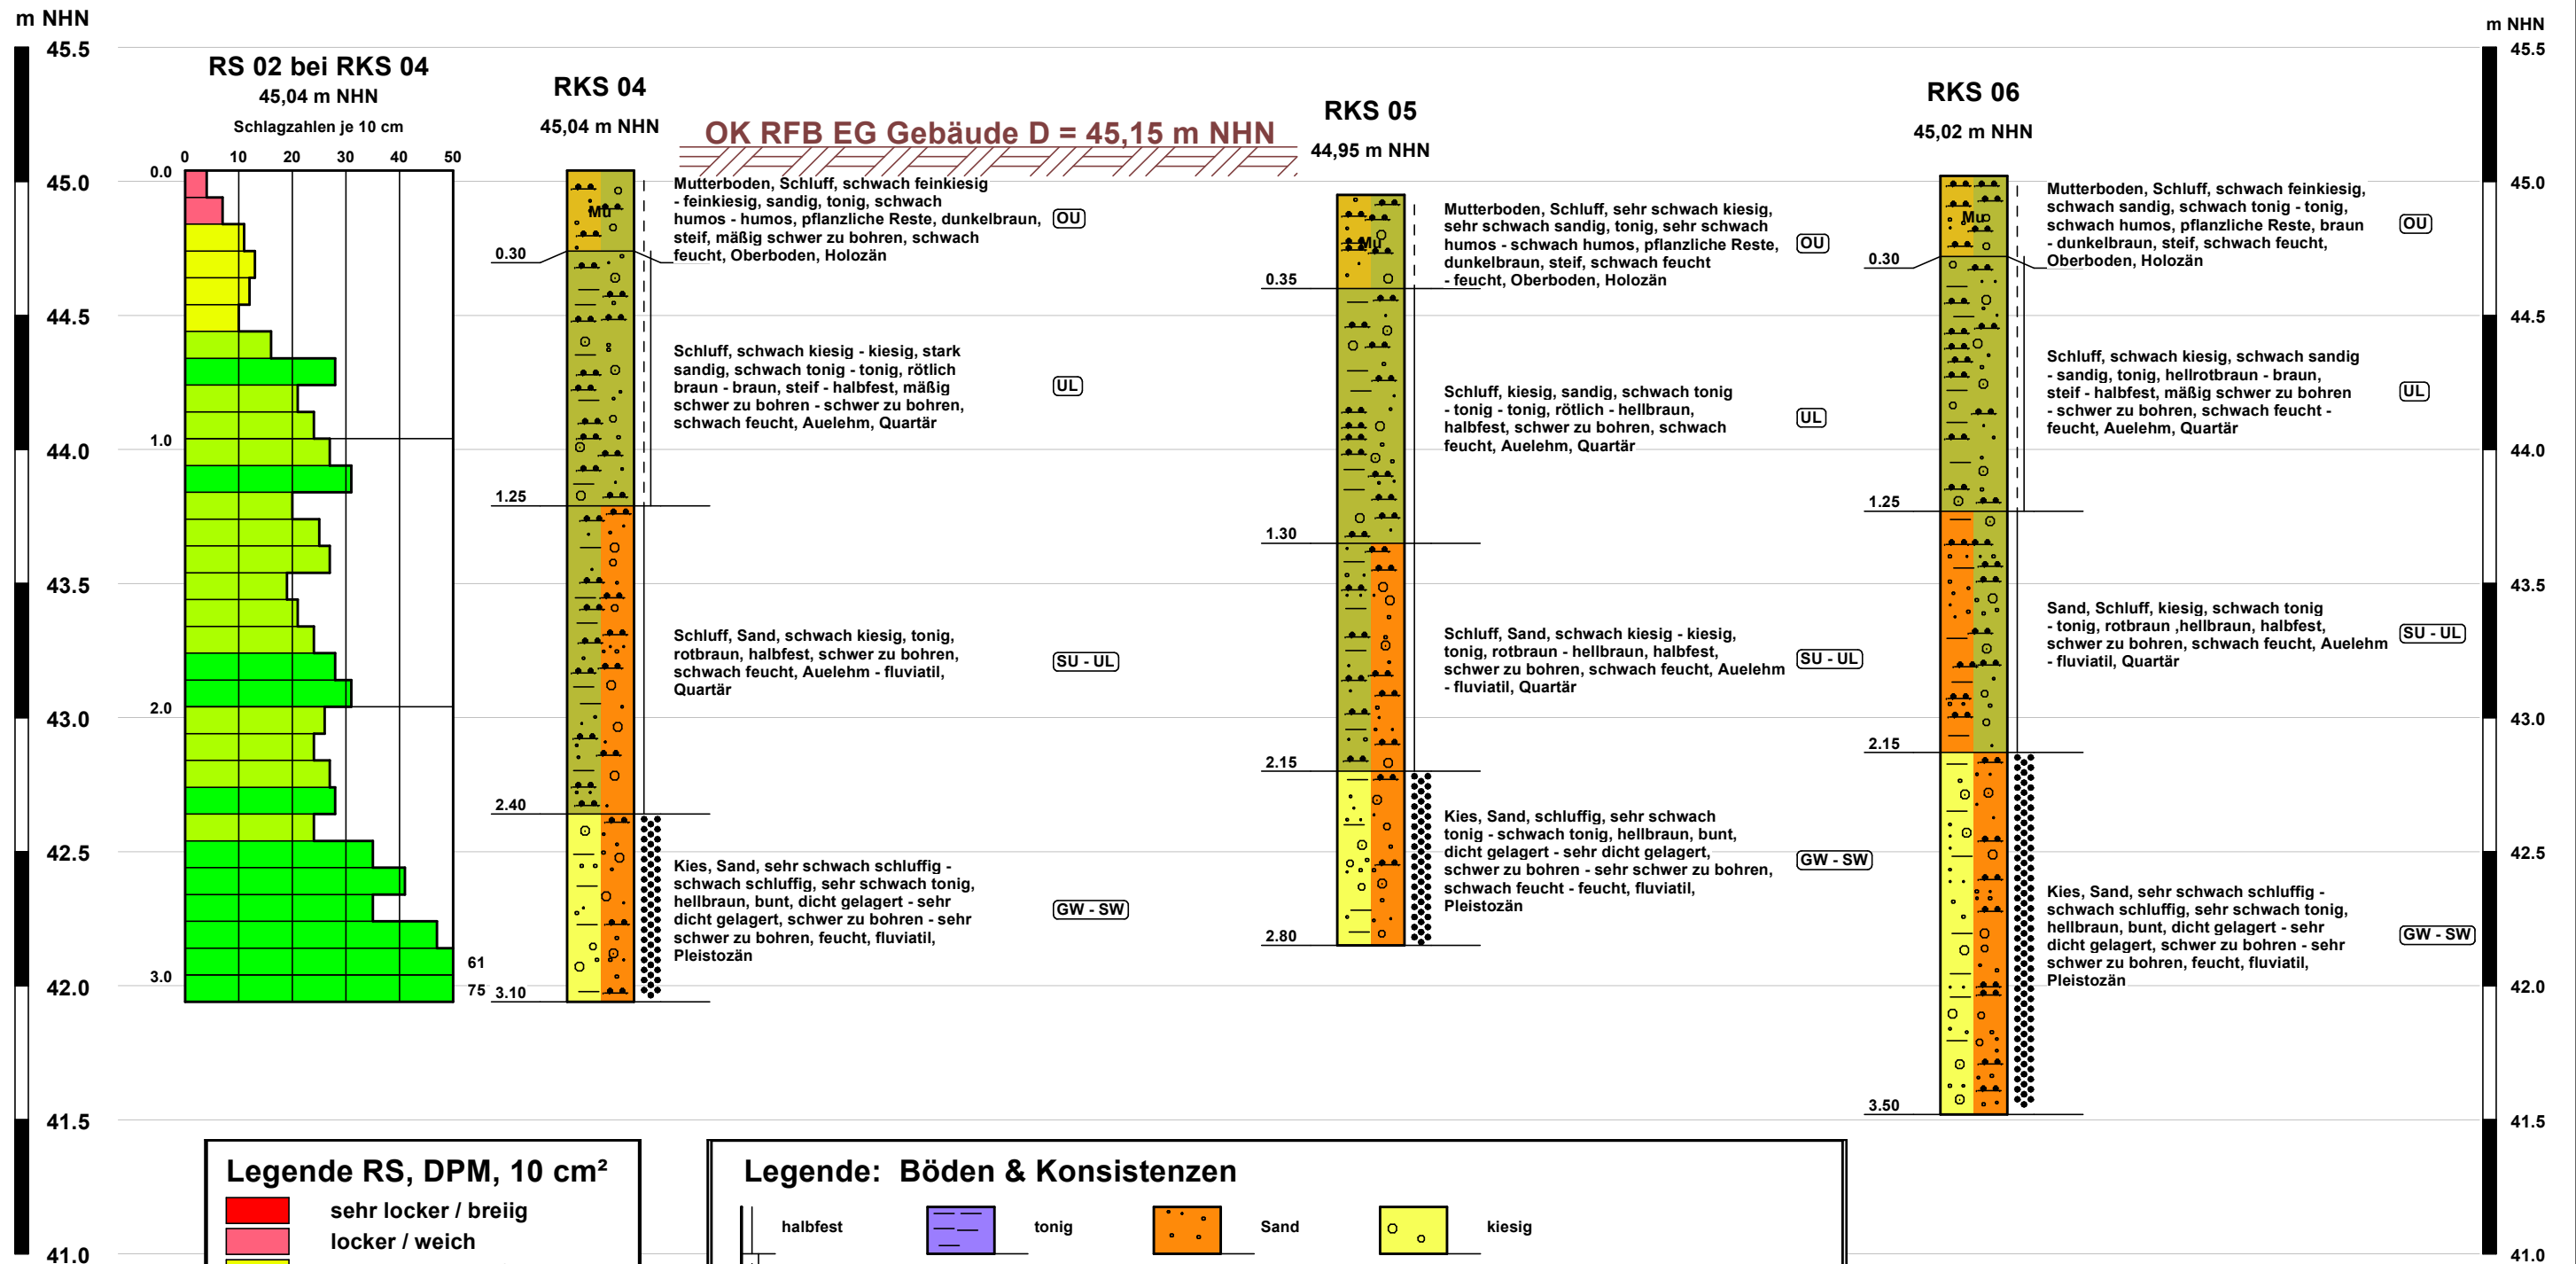 m NHN
45.5
45.0
44.5
44.0
43.5
43.0
42.5
42.0
41.5
41.0
RS 02 bei RKS 04
45,04 m NHN
Schlagzahlen je 10 cm
0 10 20 30 40 50
0.0
1.0
2.0
3.0
61
75
RKS 04
45,04 m NHN
Mu
0.30
1.25
2.40
3.10
Mutterboden, Schluff, schwach feinkiesig
- feinkiesig, sandig, tonig, schwach
humos - humos, pflanzliche Reste, dunkelbraun,
steif, mäßig schwer zu bohren, schwach
feucht, Oberboden, Holozän
OU
Schluff, schwach kiesig - kiesig, stark
sandig, schwach tonig - tonig, rötlich
braun - braun, steif - halbfest, mäßig
schwer zu bohren - schwer zu bohren,
schwach feucht, Auelehm, Quartär
UL
Schluff, Sand, schwach kiesig, tonig,
rotbraun, halbfest, schwer zu bohren,
schwach feucht, Auelehm - fluviatil,
Quartär
SU - UL
Kies, Sand, sehr schwach schluffig -
schwach schluffig, sehr schwach tonig,
hellbraun, bunt, dicht gelagert - sehr
dicht gelagert, schwer zu bohren - sehr
schwer zu bohren, feucht, fluviatil,
Pleistozän
GW - SW
OK RFB EG Gebäude D = 45,15 m NHN
RKS 05
44,95 m NHN
Mu
0.35
1.30
2.15
2.80
Mutterboden, Schluff, sehr schwach kiesig,
sehr schwach sandig, tonig, sehr schwach
humos - schwach humos, pflanzliche Reste,
dunkelbraun, steif, schwach feucht
- feucht, Oberboden, Holozän
OU
Schluff, kiesig, sandig, schwach tonig
- tonig - tonig, rötlich - hellbraun,
halbfest, schwer zu bohren, schwach
feucht, Auelehm, Quartär
UL
Schluff, Sand, schwach kiesig - kiesig,
tonig, rotbraun - hellbraun, halbfest,
schwer zu bohren, schwach feucht, Auelehm
- fluviatil, Quartär
SU - UL
Kies, Sand, schluffig, sehr schwach
tonig - schwach tonig, hellbraun, bunt,
dicht gelagert - sehr dicht gelagert,
schwer zu bohren - sehr schwer zu bohren,
schwach feucht - feucht, fluviatil,
Pleistozän
GW - SW
RKS 06
45,02 m NHN
Mu
0.30
1.25
2.15
3.50
Mutterboden, Schluff, schwach feinkiesig,
schwach sandig, schwach tonig - tonig,
schwach humos, pflanzliche Reste, braun
- dunkelbraun, steif, schwach feucht,
Oberboden, Holozän
OU
Schluff, schwach kiesig, schwach sandig
- sandig, tonig, hellrotbraun - braun,
steif - halbfest, mäßig schwer zu bohren
- schwer zu bohren, schwach feucht -
feucht, Auelehm, Quartär
UL
Sand, Schluff, kiesig, schwach tonig
- tonig, rotbraun ,hellbraun, halbfest,
schwer zu bohren, schwach feucht, Auelehm
- fluviatil, Quartär
SU - UL
Kies, Sand, sehr schwach schluffig -
schwach schluffig, sehr schwach tonig,
hellbraun, bunt, dicht gelagert - sehr
dicht gelagert, schwer zu bohren - sehr
schwer zu bohren, feucht, fluviatil,
Pleistozän
GW - SW
m NHN
45.5
45.0
44.5
44.0
43.5
43.0
42.5
42.0
41.5
41.0
Legende RS, DPM, 10 cm²
sehr locker / breiig
locker / weich
Legende: Böden & Konsistenzen
halbfest
tonig
Sand
kiesig